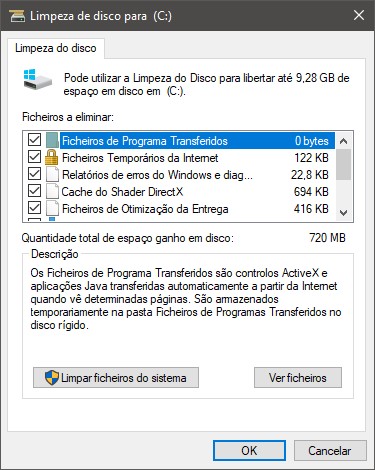 Limpeza de disco para  (C:)
Limpeza do disco
Pode utilizar a Limpeza do Disco para libertar até 9,28 GB de
espaço em disco em  (C:).
Ficheiros a eliminar:
Ficheiros de Programa Transferidos 0 bytes
Ficheiros Temporários da Internet 122 KB
Relatórios de erros do Windows e diag... 22,8 KB
Cache do Shader DirectX 694 KB
Ficheiros de Otimização da Entrega 416 KB
Quantidade total de espaço ganho em disco: 720 MB
Descrição
Os Ficheiros de Programa Transferidos são controlos ActiveX e
aplicações Java transferidas automaticamente a partir da Internet
quando vê determinadas páginas. São armazenados
temporariamente na pasta Ficheiros de Programas Transferidos no
disco rígido.
Limpar ficheiros do sistema Ver ficheiros
OK Cancelar